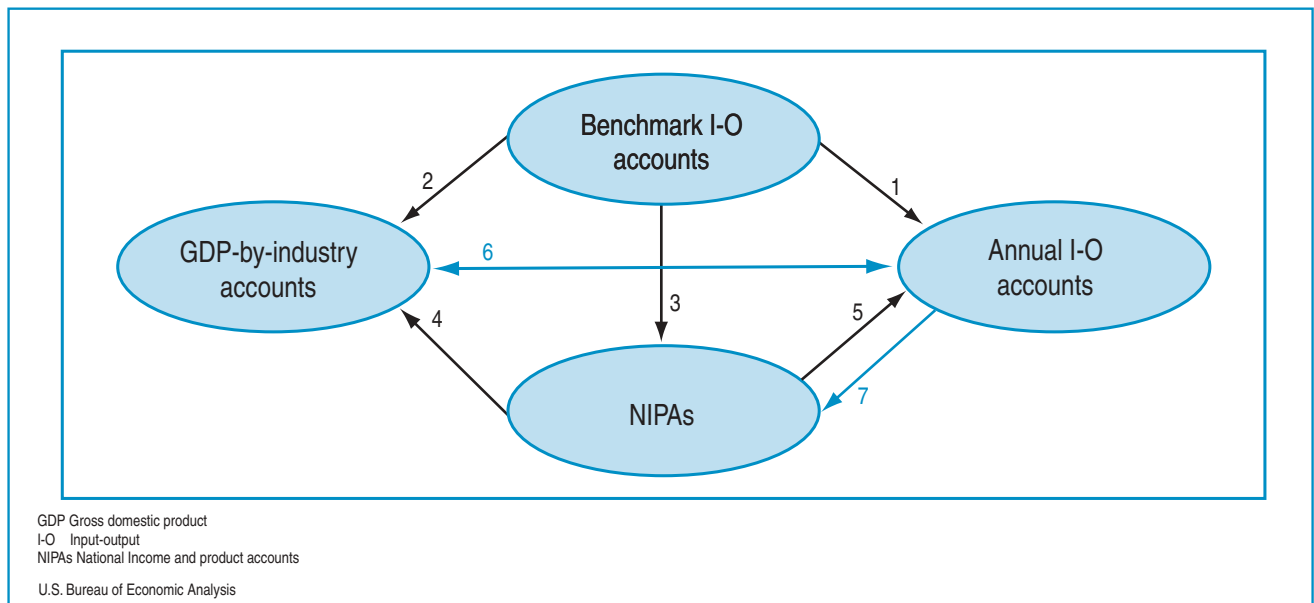 Benchmark I-O
accounts
2
1
GDP-by-industry
accounts
6
Annual I-O
accounts
3
4
5
7
NIPAs
GDP Gross domestic product
I-O Input-output
NIPAs National Income and product accounts
U.S. Bureau of Economic Analysis